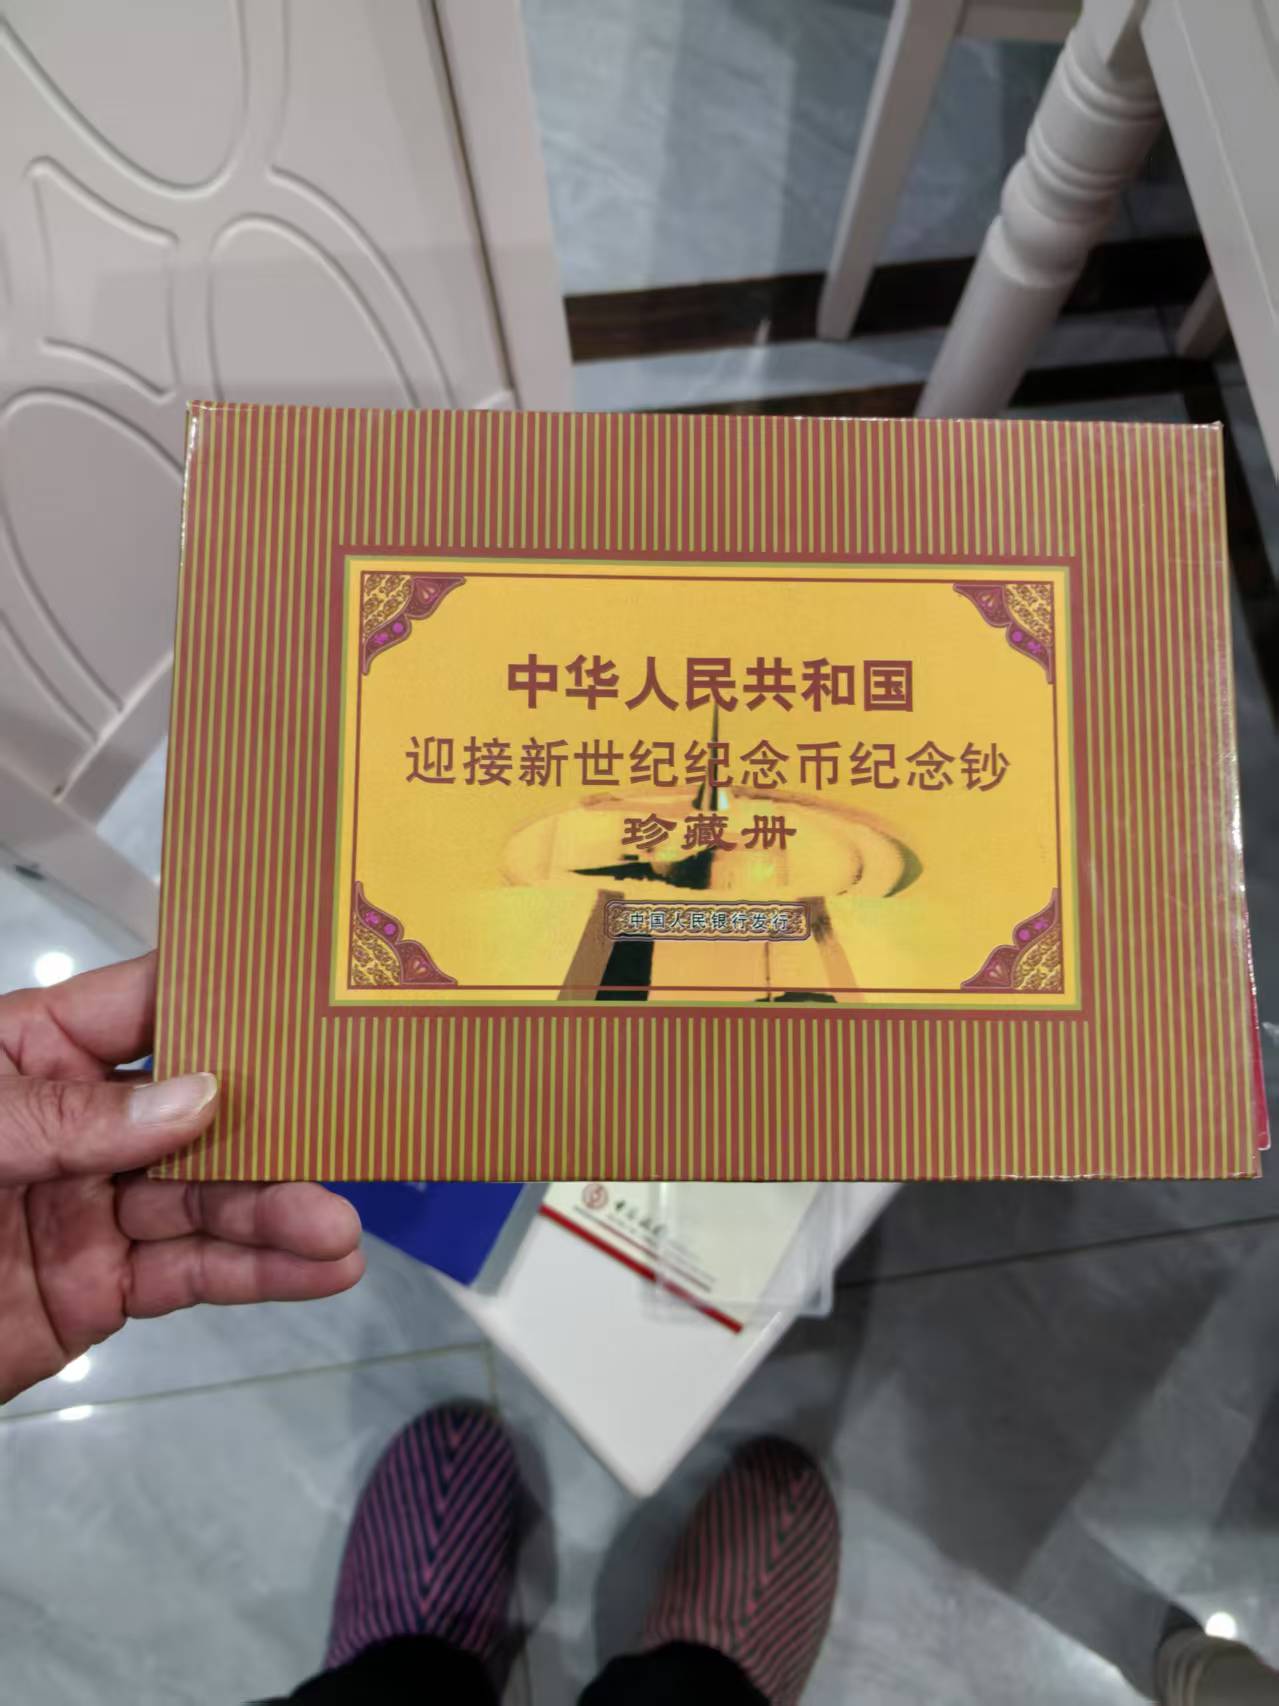 中华人民共和国
迎接新世纪纪念币纪念钞
珍藏册
中国人民银行发行